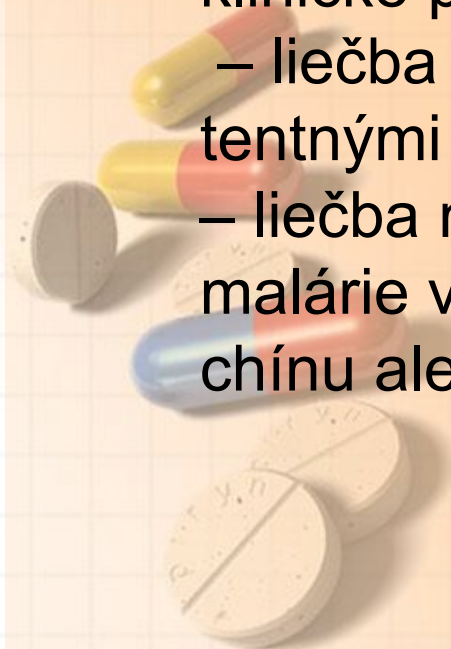 – liečba
tentnými
– liečba
malárie v
chínu ale